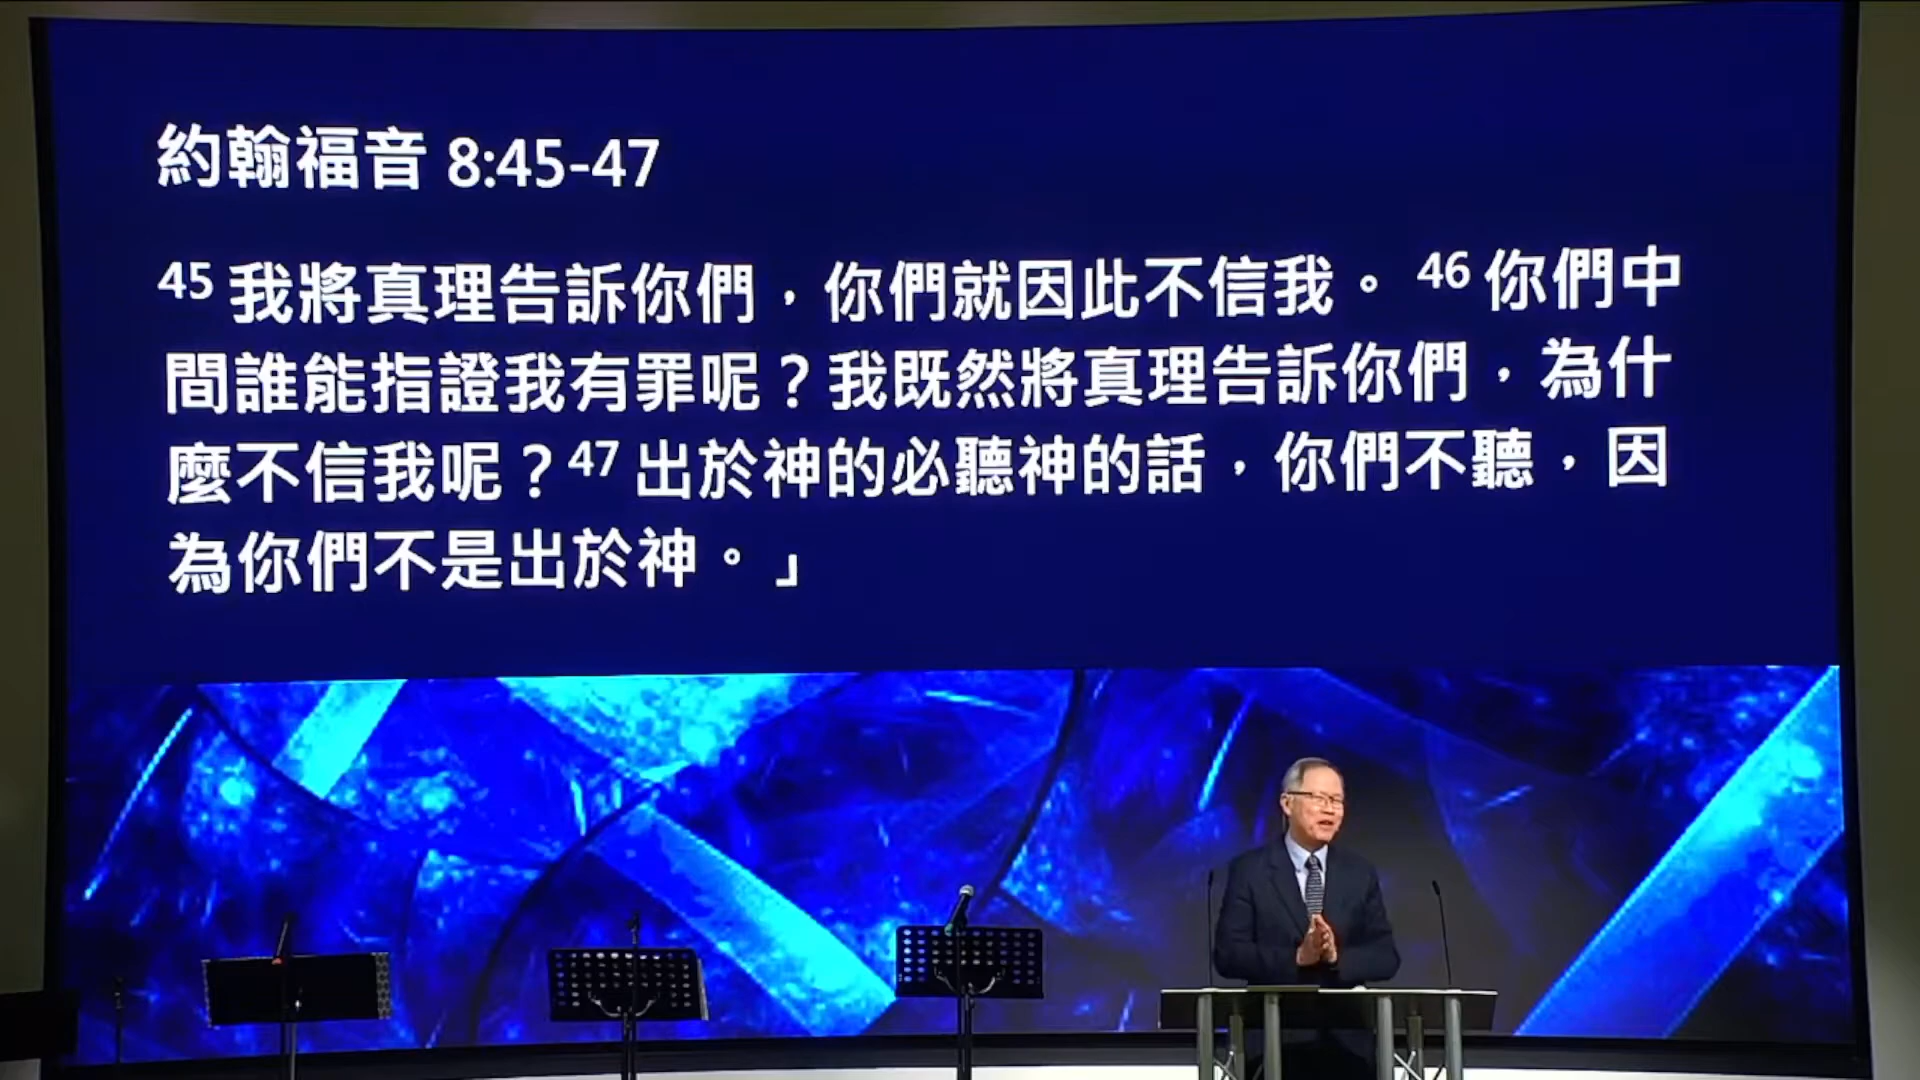 約翰福音 8:45-47
45 我將真理告訴你們，你們就因此不信我。 46 你們中
間誰能指證我有罪呢？我既然將真理告訴你們，為什
麼不信我呢？47 出於神的必聽神的話，你們不聽，因
為你們不是出於神。」